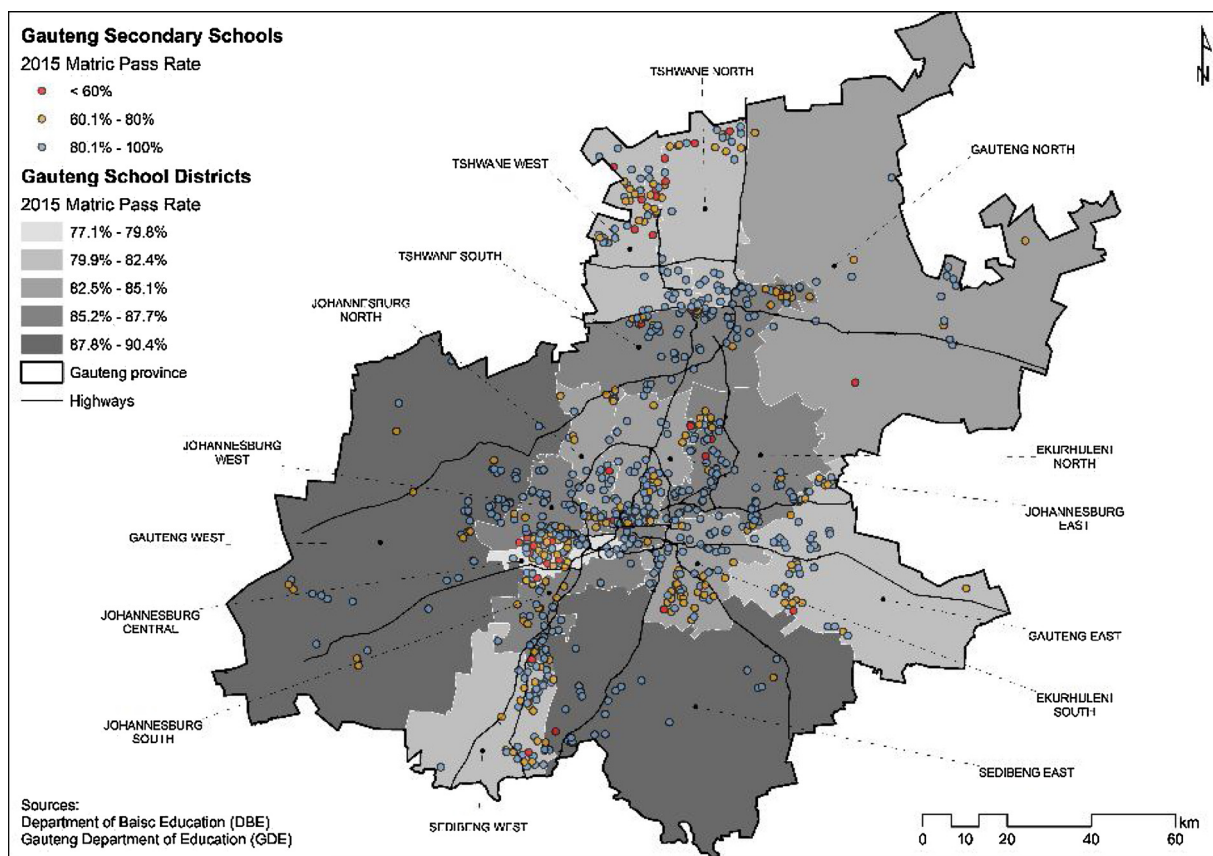 Gauteng Secondary Schools
2015 Matric Pass Rate
< 60%
60.1% - 80%
80.1% - 100%
Gauteng School Districts
2015 Matric Pass Rate
77.1% - 79.8%
79.9% - 82.4%
82.5% - 85.1%
85.2% - 87.7%
87.8% - 90.4%
Gauteng province
Highways
N
TSHWANE NORTH
TSHWANE WEST
GAUTENG NORTH
TSHWANE SOUTH
JOHANNESBURG
NORTH
JOHANNESBURG
WEST
EKURHULENI
NORTH
JOHANNESBURG
EAST
GAUTENG WEST
JOHANNESBURG
CENTRAL
GAUTENG EAST
EKURHULENI
SOUTH
JOHANNESBURG
SOUTH
SEDIBENG EAST
SEDIBENG WEST
Sources:
Department of Baisc Education (DBE)
Gauteng Department of Education (GDE)
km
0 10 20 40 60